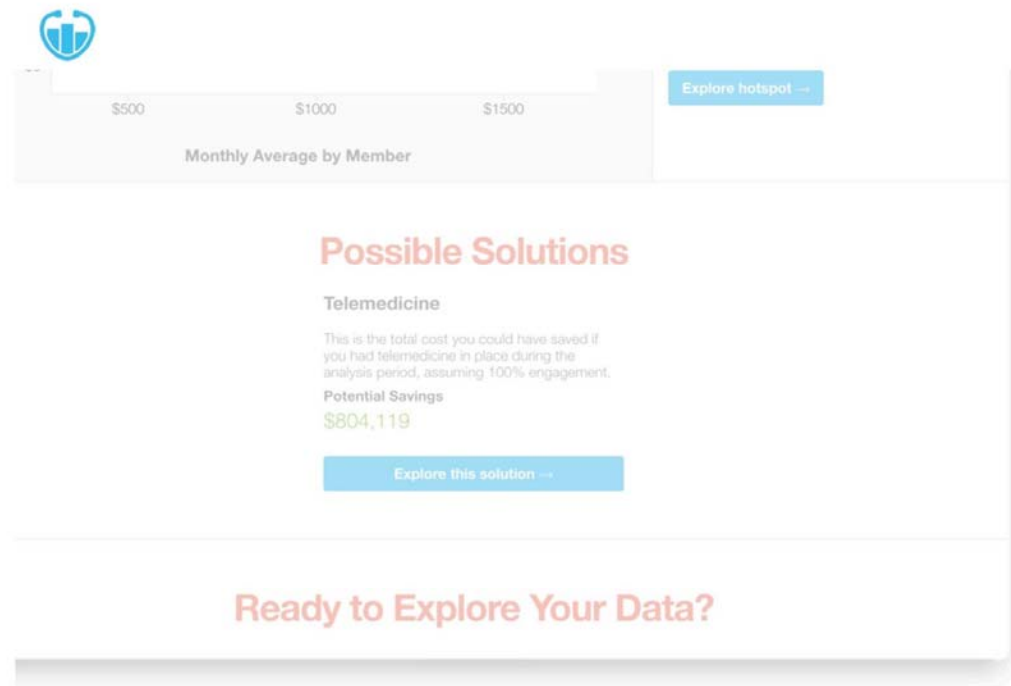 Explore hotspot →
$500 $1000 $1500
Monthly Average by Member
Possible Solutions
Telemedicine
This is the total cost you could have saved if
you had telemedicine in place during the
analysis period, assuming 100% engagement.
Potential Savings
$804,119
Explore this solution →
Ready to Explore Your Data?